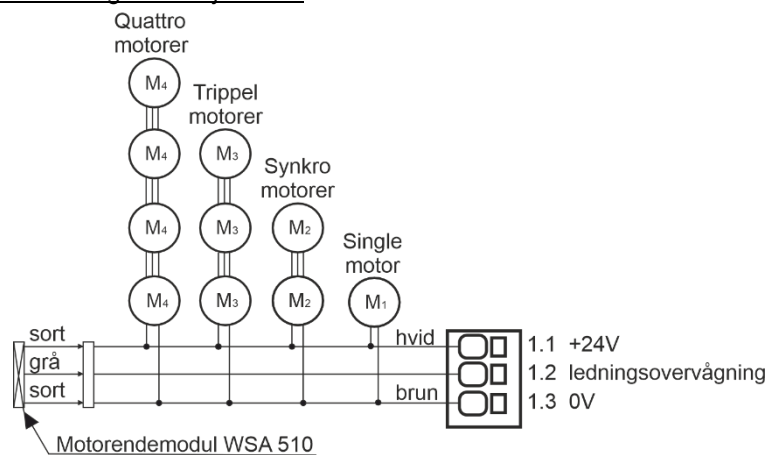 Quattro
motorer
M4
Trippel
motorer
M4
M3
Synkro
motorer
M4
M3
M2
Single
motor
M4
M3
M2
M1
sort
hvid
1.1 +24V
grå
1.2 ledningsovervågning
sort
brun
1.3 0V
Motorendemodul WSA 510